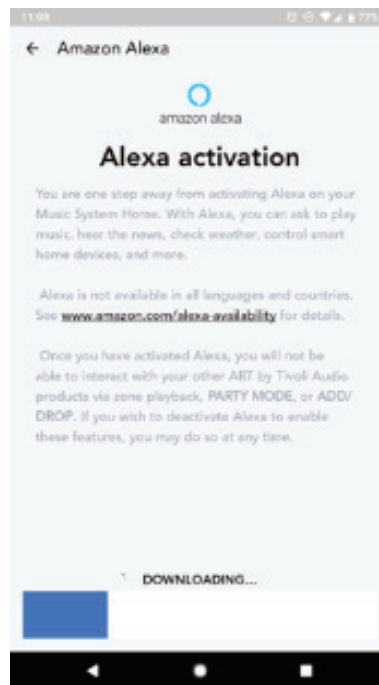 11:08
77%
← Amazon Alexa
amazon alexa
Alexa activation
You are one step away from activating Alexa on your
Music System Home. With Alexa, you can ask to play
music, hear the news, check weather, control smart
home devices, and more.
Alexa is not available in all languages and countries.
See www.amazon.com/alexa-availability for details.
Once you have activated Alexa, you will not be
able to interact with your other ART by Tivoli Audio
products via zone playback, PARTY MODE, or ADD/
DROP. If you wish to deactivate Alexa to enable
these features, you may do so at any time.
DOWNLOADING...